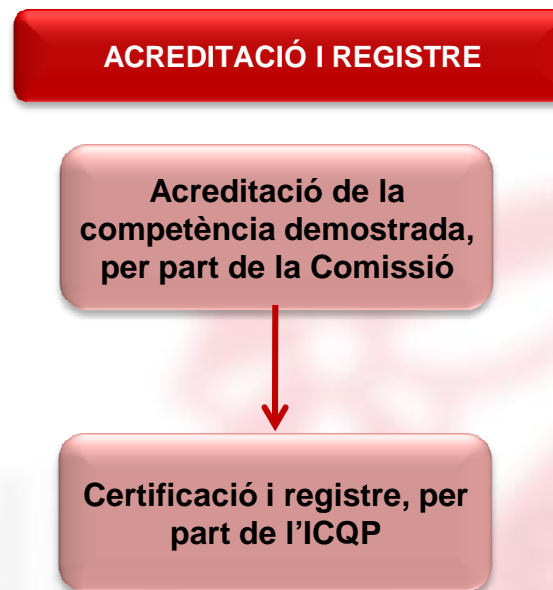 ACREDITACIÓ I REGISTRE
Acreditació de la
competència demostrada,
per part de la Comissió
Certificació i registre, per
part de l'ICQP